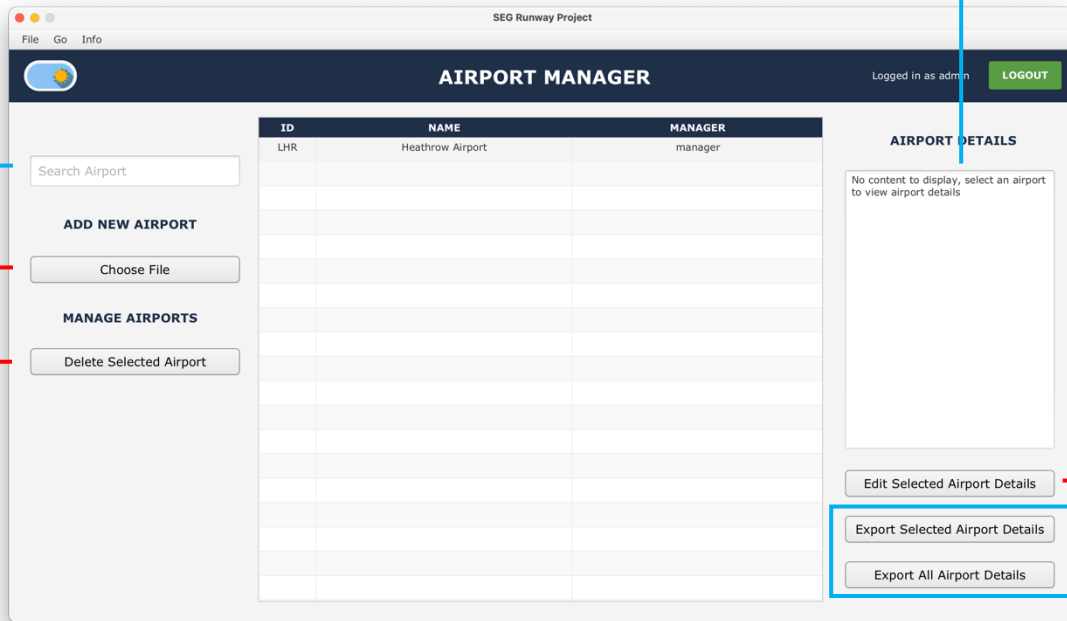 SEG Runway Project
File Go Info
AIRPORT MANAGER
Logged in as admin
LOGOUT
Search Airport
ADD NEW AIRPORT
Choose File
MANAGE AIRPORTS
Delete Selected Airport
ID NAME MANAGER
LHR Heathrow Airport manager
AIRPORT DETAILS
No content to display, select an airport
to view airport details
Edit Selected Airport Details
Export Selected Airport Details
Export All Airport Details